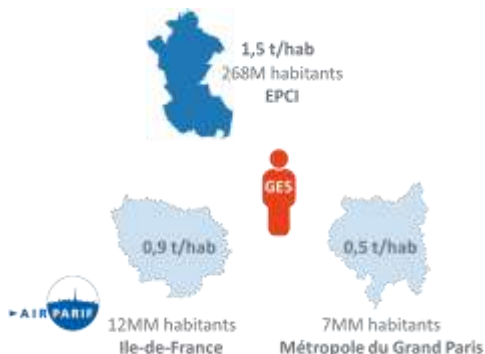 1,5 t/hab
268M habitants
EPCI
GES
0,9 t/hab
0,5 t/hab
AIRPARIF
12MM habitants
Ile-de-France
7MM habitants
Métropole du Grand Paris